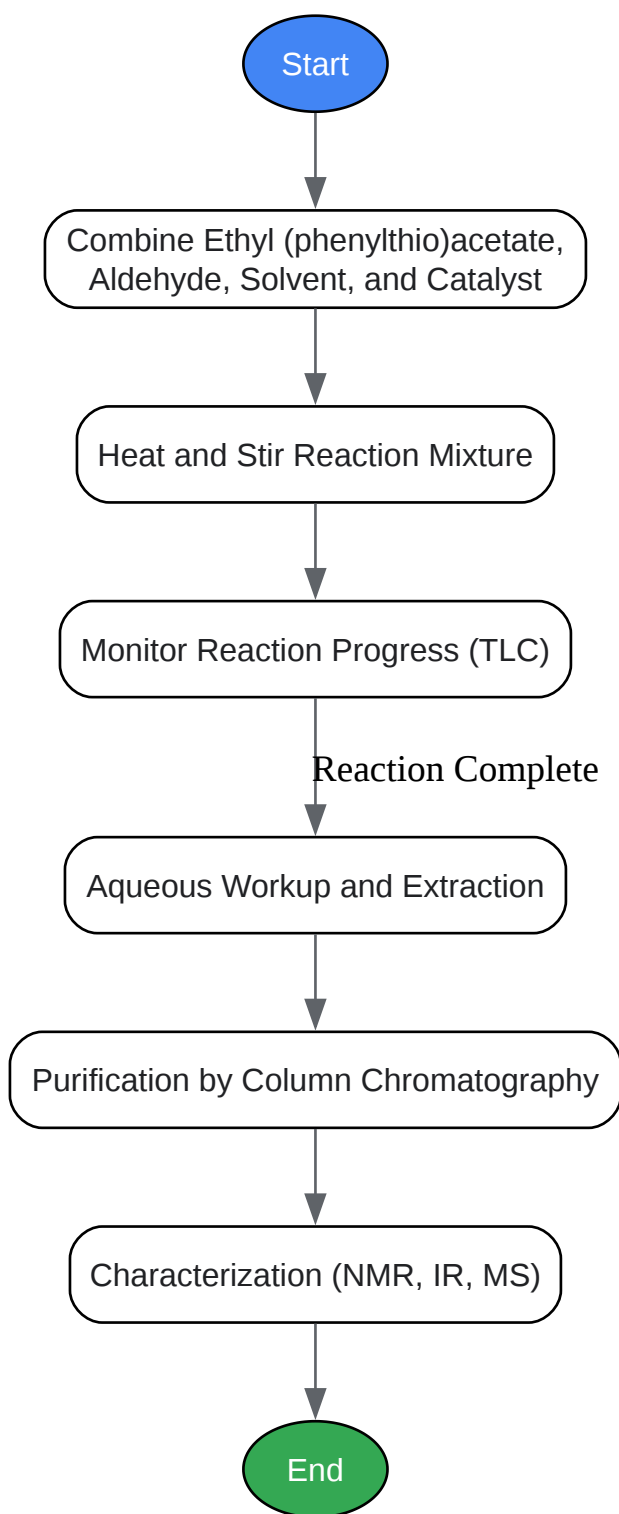 Start
Combine Ethyl (phenylthio)acetate,
Aldehyde, Solvent, and Catalyst
Heat and Stir Reaction Mixture
Monitor Reaction Progress (TLC)
Reaction Complete
Aqueous Workup and Extraction
Purification by Column Chromatography
Characterization (NMR, IR, MS)
End